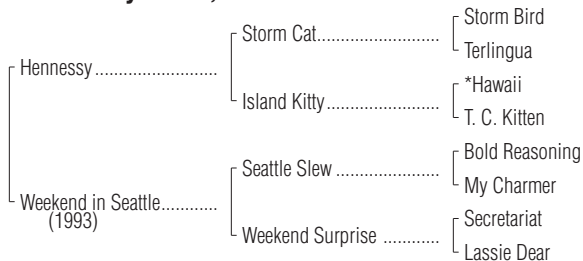 Storm Bird
Storm Cat
Terlingua
Hennessy
*Hawaii
Island Kitty
T. C. Kitten
Bold Reasoning
Seattle Slew
My Charmer
Weekend in Seattle
(1993)
Secretariat
Weekend Surprise
Lassie Dear